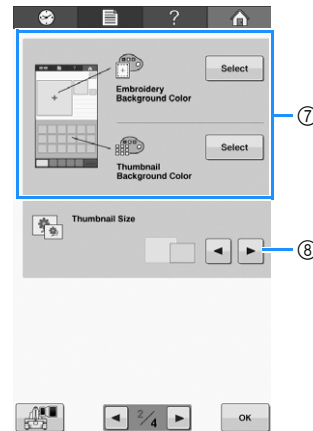 ?
Embroidery
Background Color
Select
⑦
Thumbnail
Background Color
Select
Thumbnail Size
⑧
2/4
OK